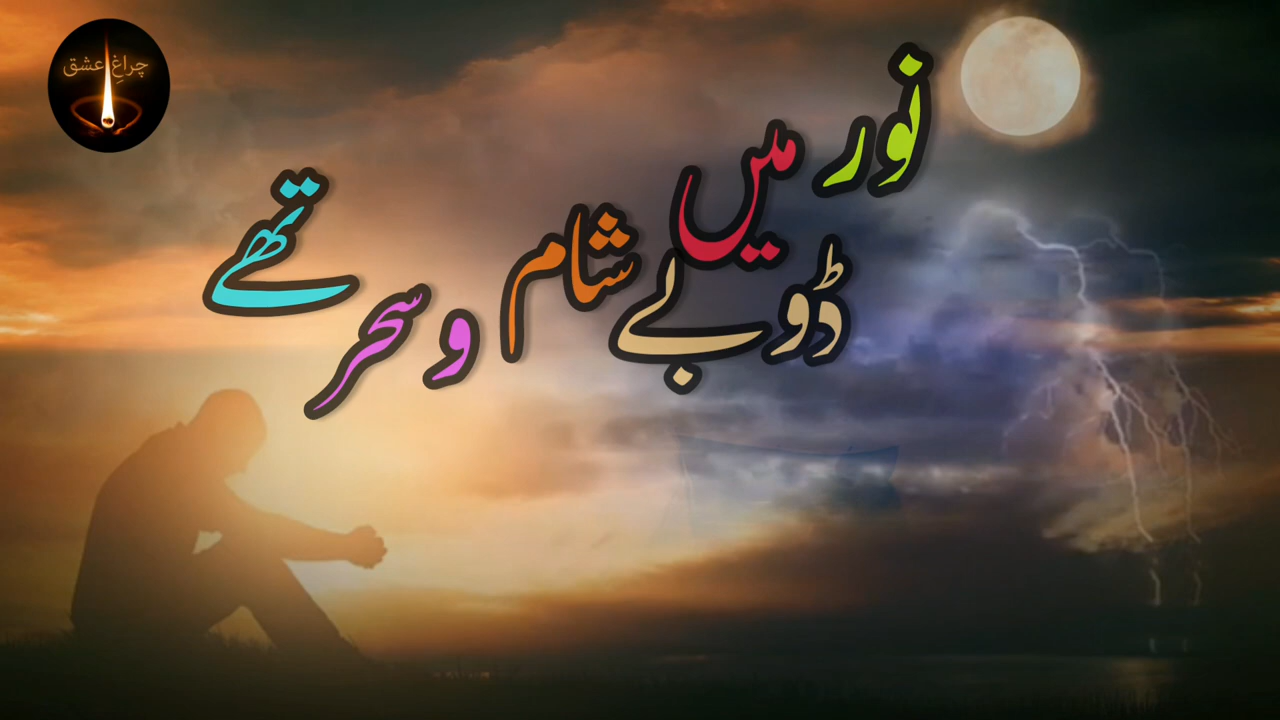 چراغِ عشق
نور میں
ڈوبے شام
و سحر تھے